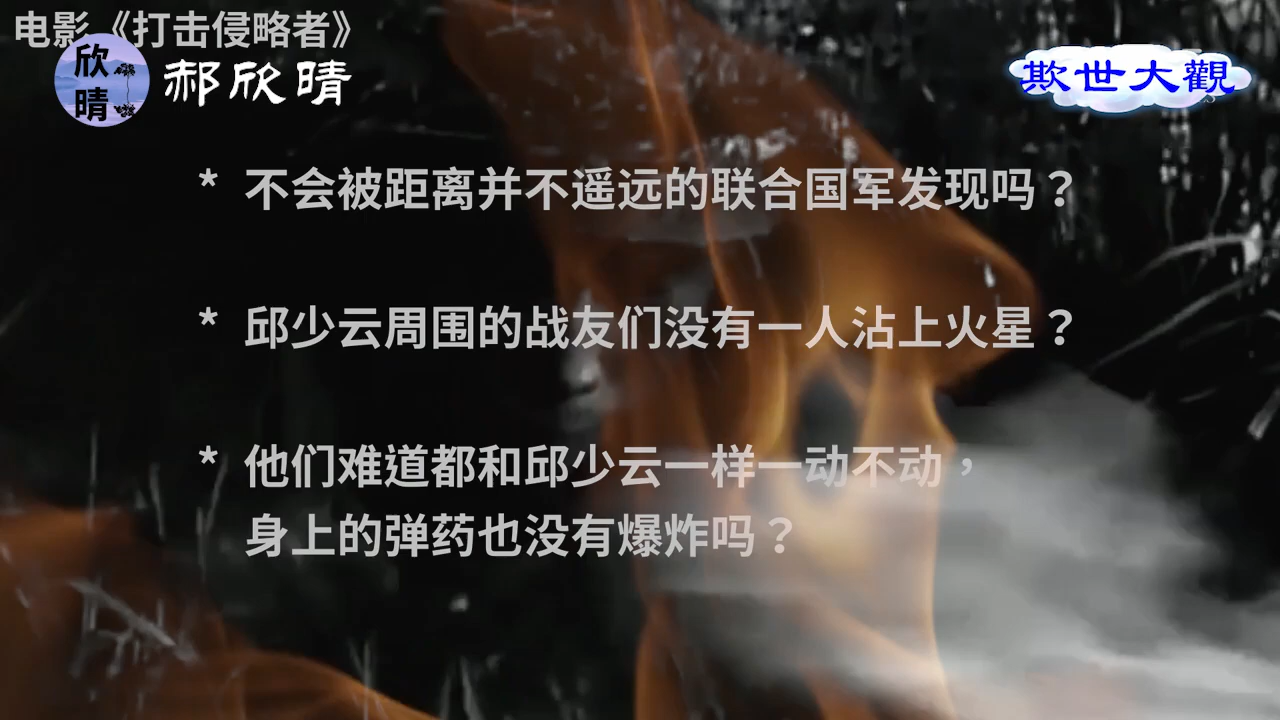 电影《打击侵略者》
欣晴
郝欣晴
欺世大觀
* 不会被距离并不遥远的联合国军发现吗？
* 邱少云周围的战友们没有一人沾上火星？
* 他们难道都和邱少云一样一动不动，
身上的弹药也没有爆炸吗？